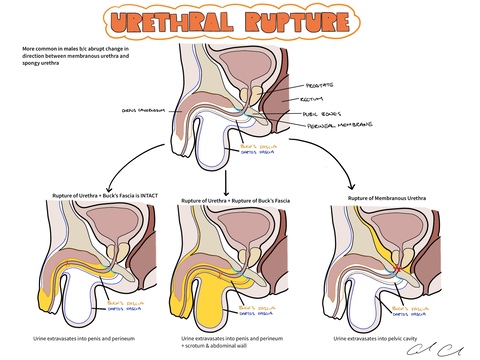 URETHRAL RUPTURE
More common in males b/c abrupt change in
direction between membranous urethra and
spongy urethra
PROSTATE
RECTUM
CORPUS CAVERNOSUM
PUBIC BONES
PERINEAL MEMBRANE
BUCK'S FASCIA
DARTOS FASCIA
Rupture of Urethra + Buck's Fascia is INTACT
Rupture of Urethra + Rupture of Buck's Fascia
Rupture of Membranous Urethra
BUCK'S FASCIA
DARTOS FASCIA
BUCK'S FASCIA
DARTOS FASCIA
BUCK'S FASCIA
DARTOS FASCIA
Urine extravasates into penis and perineum
Urine extravasates into penis and perineum
+ scrotum & abdominal wall
Urine extravasates into pelvic cavity